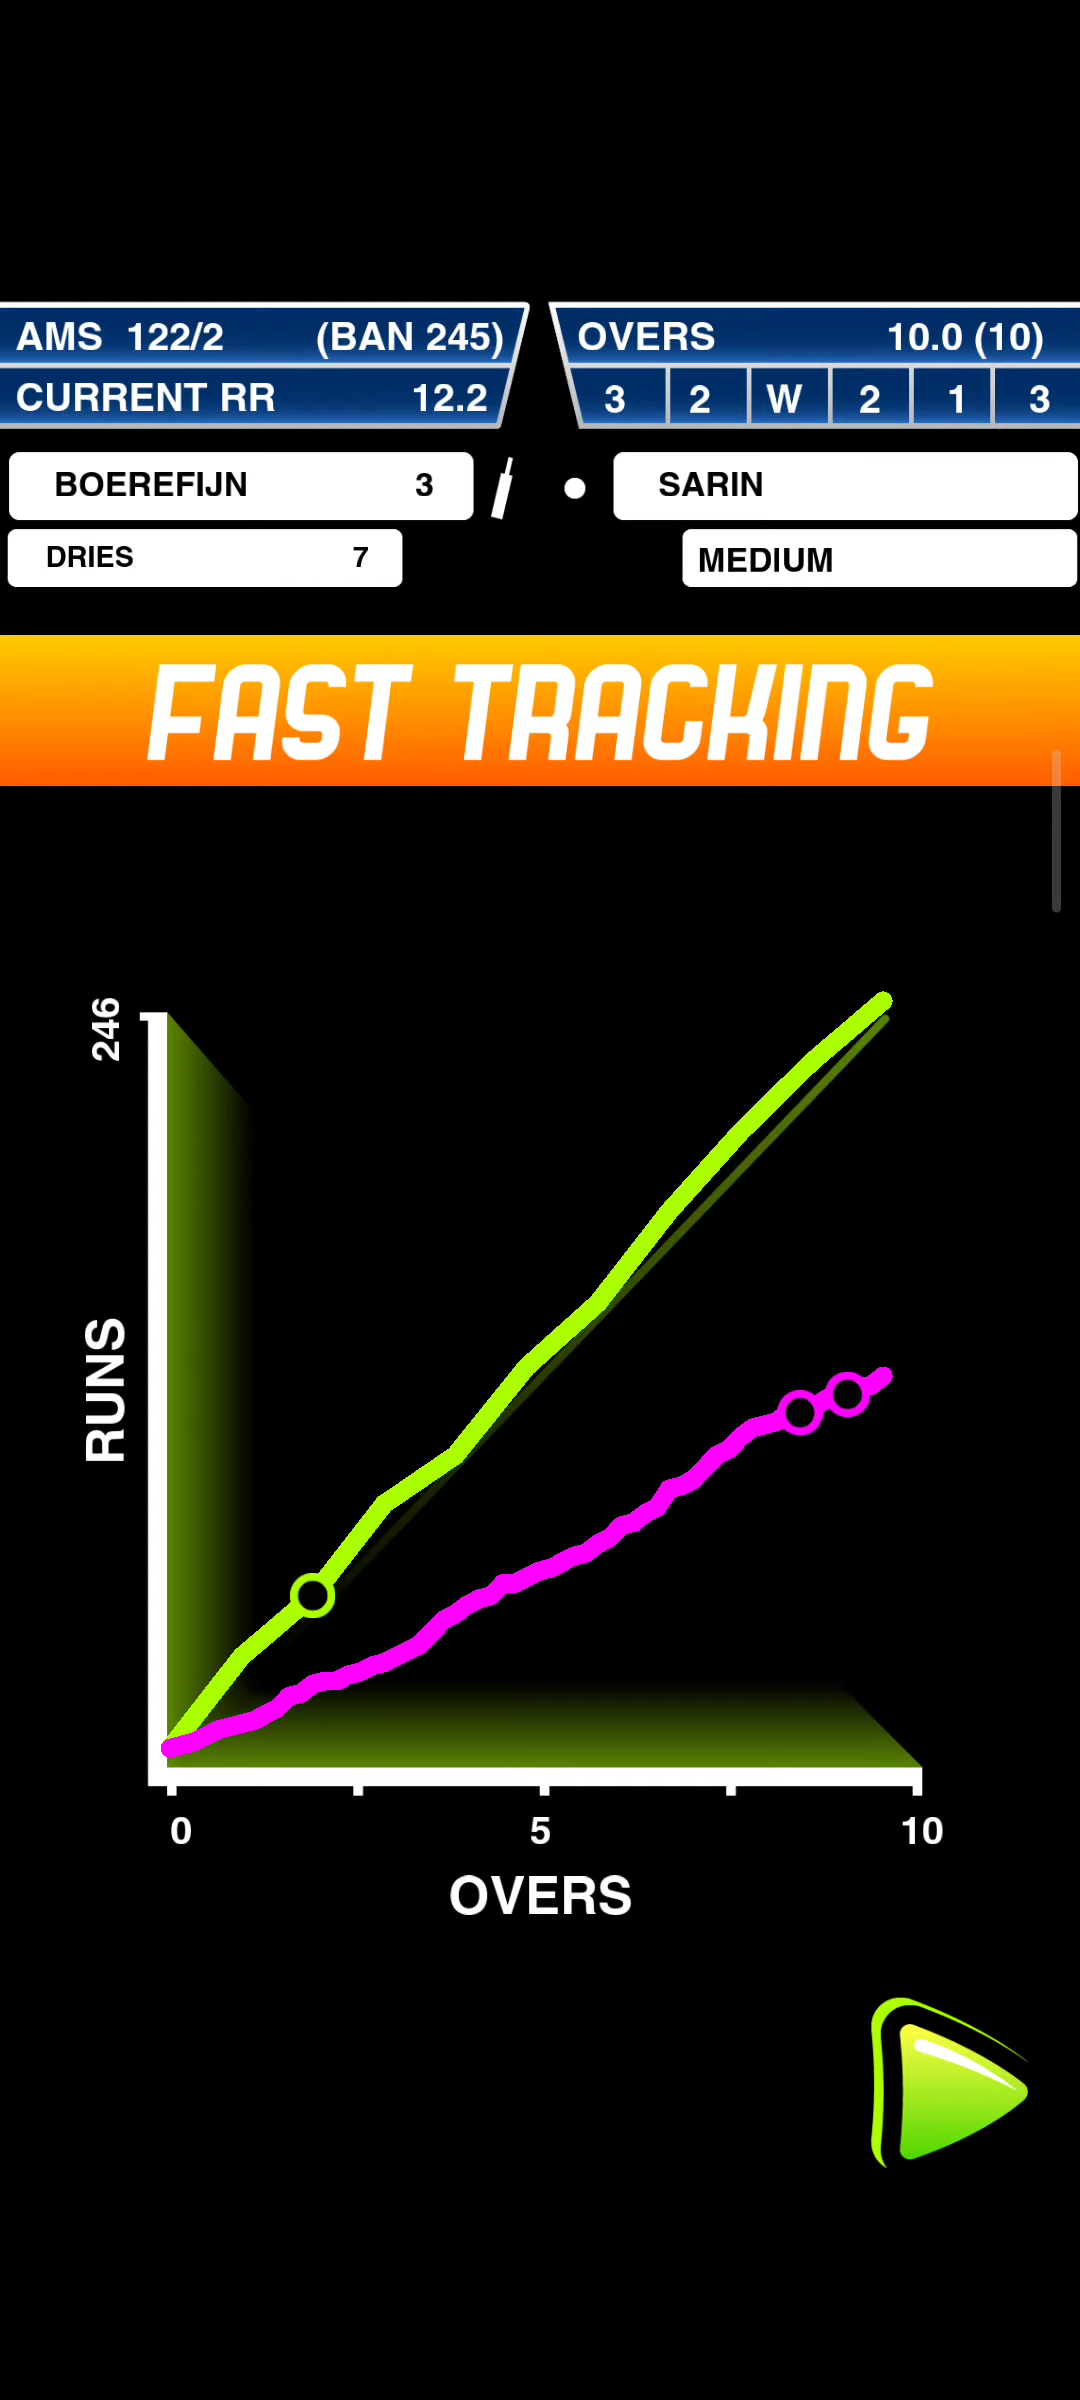 AMS 122/2 (BAN 245)
CURRENT RR 12.2
OVERS 10.0 (10)
3 2 W 2 1 3
BOEREFIJN 3
DRIES 7
SARIN
MEDIUM
FAST TRACKING
246
RUNS
0 5 10
OVERS